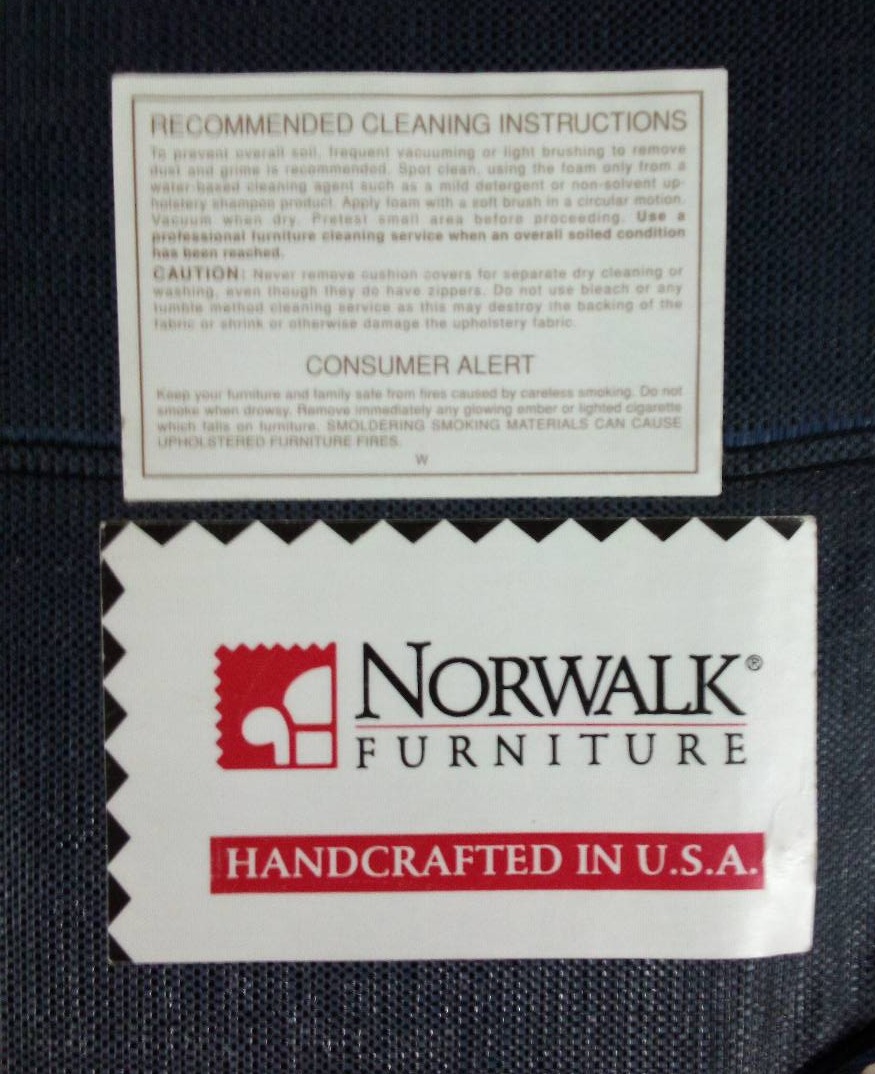 RECOMMENDED CLEANING INSTRUCTIONS
To prevent overall soil, frequent vacuuming or light brushing to remove
dust and grime is recommended. Spot clean, using the foam only from a
water-based cleaning agent such as a mild detergent or non-solvent up-
holstery shampoo product. Apply foam with a soft brush in a circular motion.
Vacuum when dry. Pretest small area before proceeding. Use a
professional furniture cleaning service when an overall soiled condition
has been reached.
CAUTION: Never remove cushion covers for separate dry cleaning or
washing, even though they do have zippers. Do not use bleach or any
tumble method cleaning service as this may destroy the backing of the
fabric or shrink or otherwise damage the upholstery fabric.
CONSUMER ALERT
Keep your furniture and family safe from fires caused by careless smoking. Do not
smoke when drowsy. Remove immediately any glowing ember or lighted cigarette
which falls on furniture. SMOLDERING SMOKING MATERIALS CAN CAUSE
UPHOLSTERED FURNITURE FIRES.
W
NORWALK®
FURNITURE
HANDCRAFTED IN U.S.A.